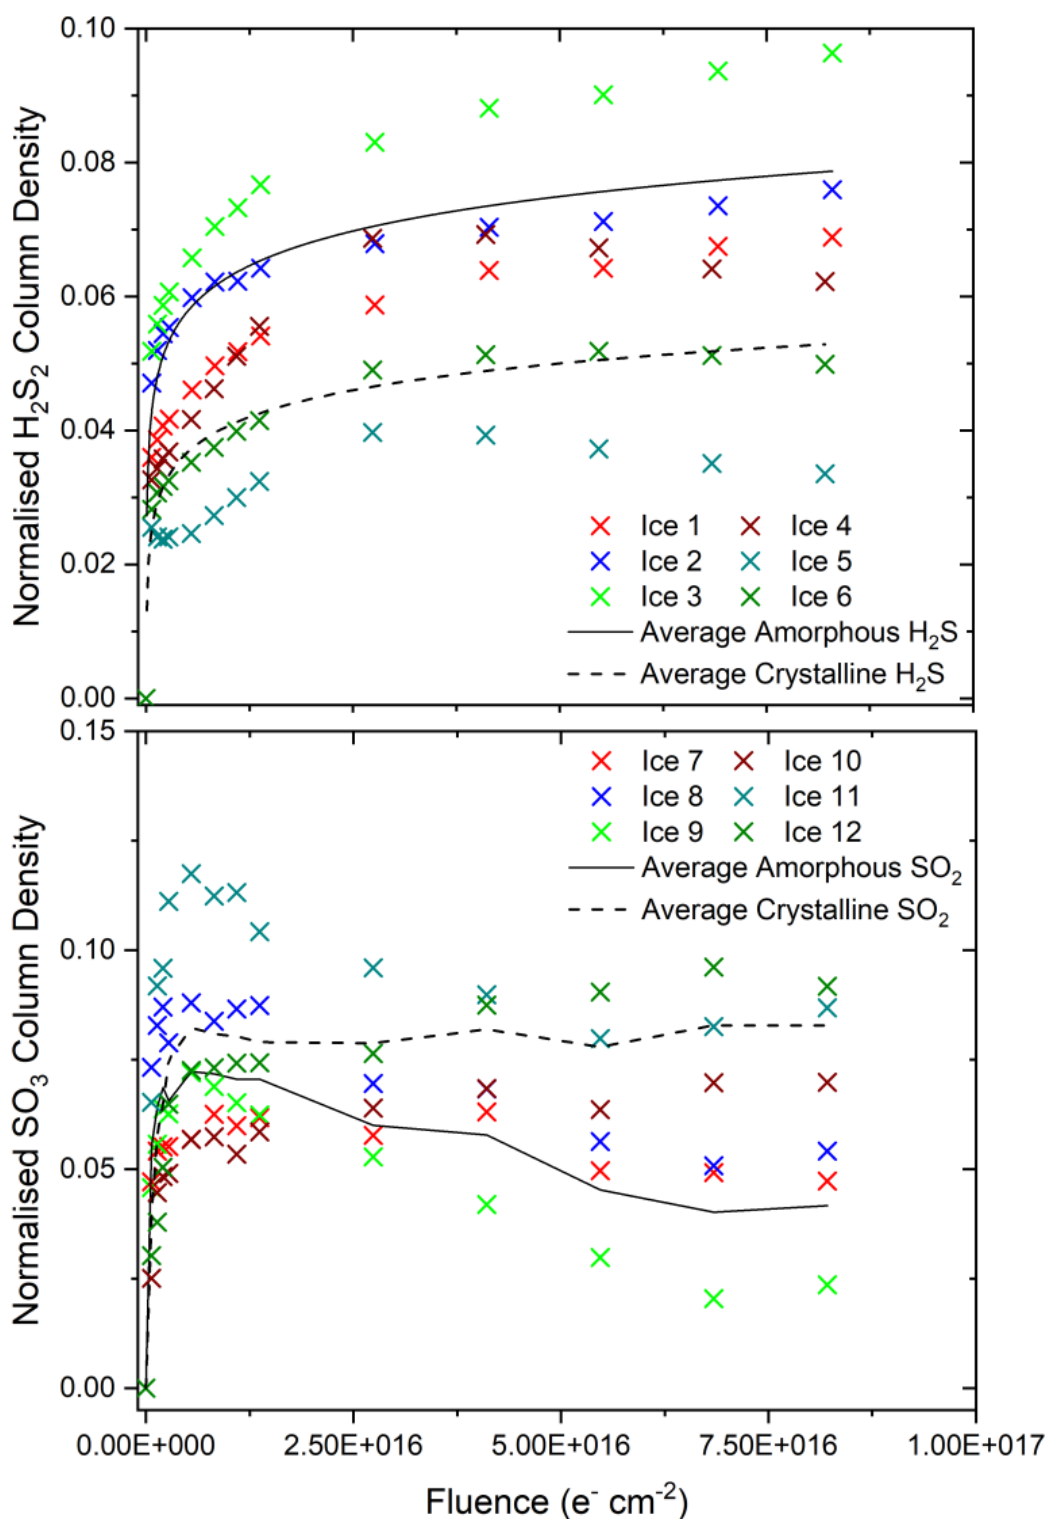 0.10
0.08
0.06
0.04
0.02
0.00
Normalised H₂S₂ Column Density
Ice 1 Ice 4
Ice 2 Ice 5
Ice 3 Ice 6
Average Amorphous H₂S
Average Crystalline H₂S
0.15
0.10
0.05
0.00
Normalised SO₃ Column Density
Ice 7 Ice 10
Ice 8 Ice 11
Ice 9 Ice 12
Average Amorphous SO₂
Average Crystalline SO₂
0.00E+000 2.50E+016 5.00E+016 7.50E+016 1.00E+017
Fluence (e⁻ cm⁻²)